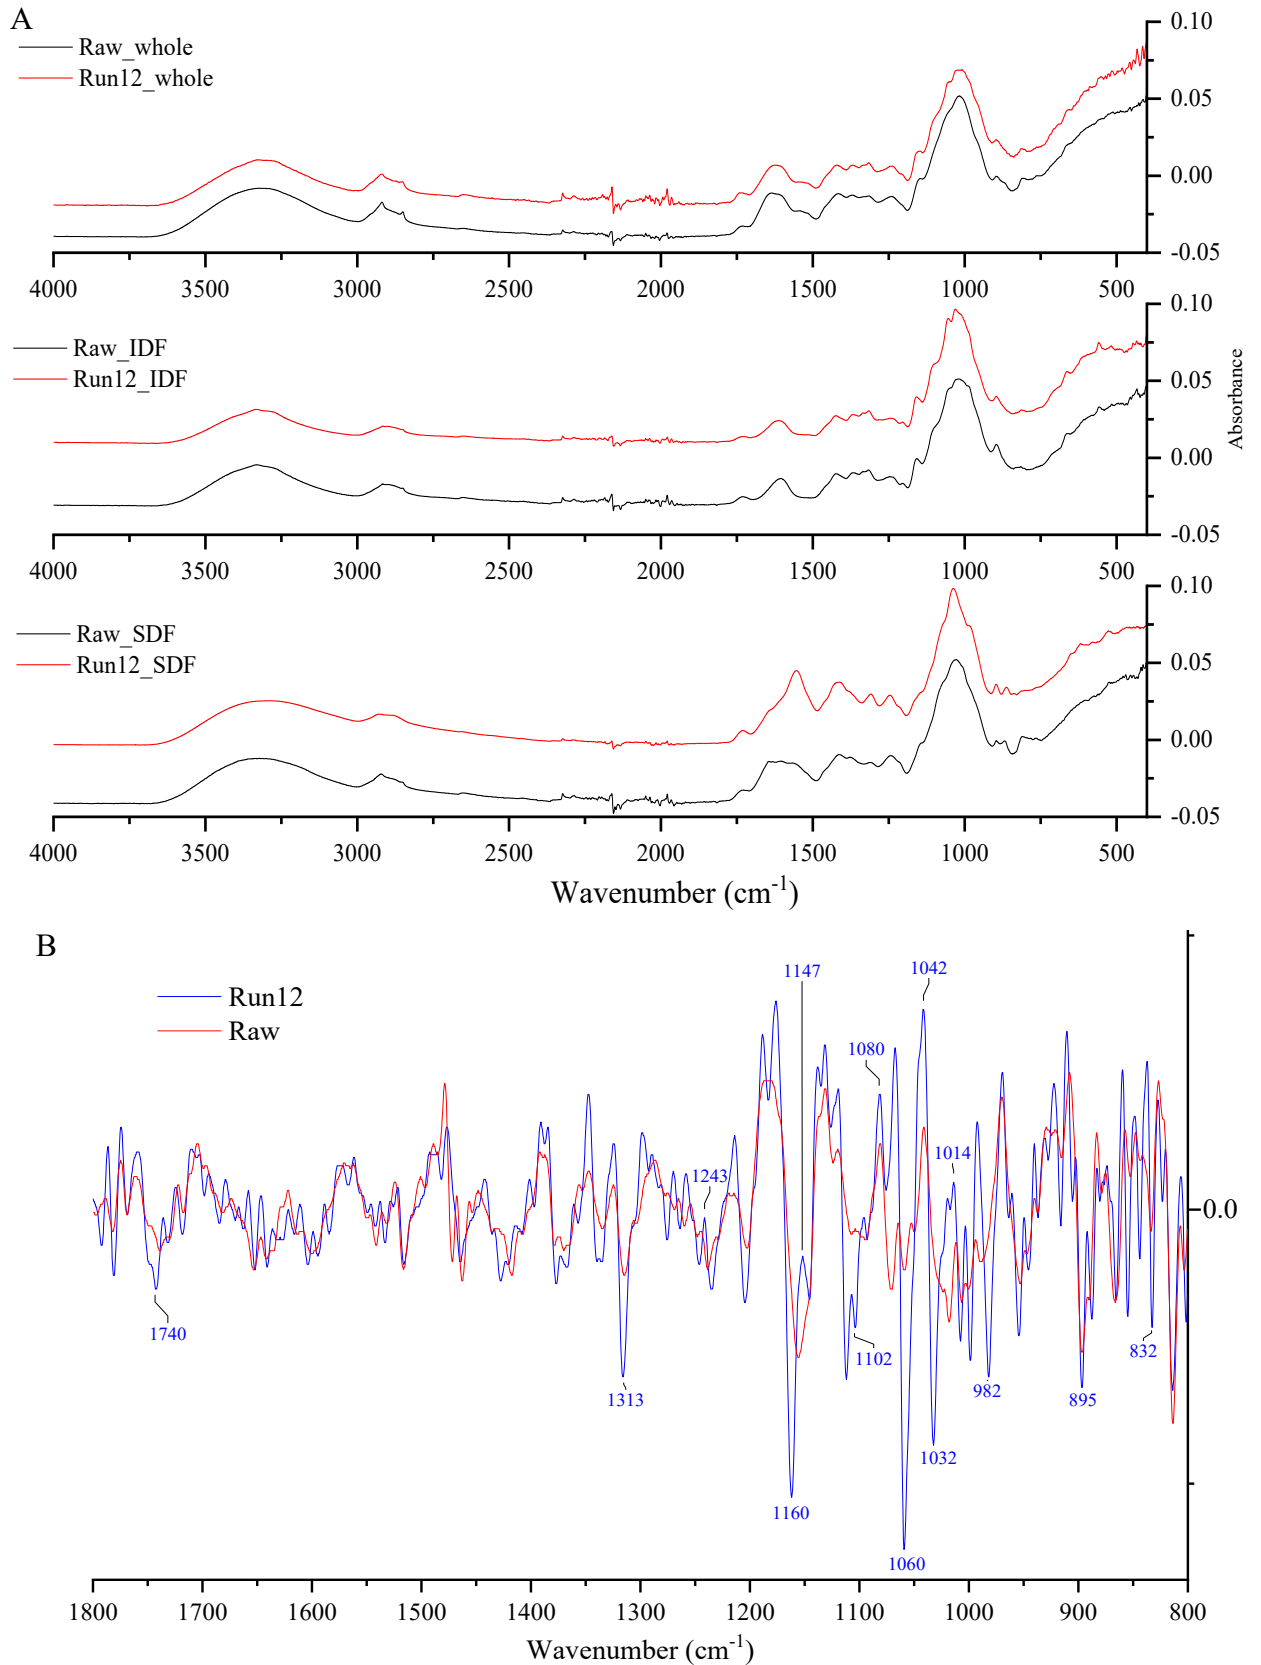 A
Raw_whole
Run12_whole
0.10
0.05
0.00
-0.05
4000 3500 3000 2500 2000 1500 1000 500
Raw_IDF
Run12_IDF
0.10
0.05
0.00
-0.05
Absorbance
4000 3500 3000 2500 2000 1500 1000 500
Raw_SDF
Run12_SDF
0.10
0.05
0.00
-0.05
4000 3500 3000 2500 2000 1500 1000 500
Wavenumber (cm⁻¹)
B
Run12
Raw
1147
1042
1080
1014
1243
0.0
1740
1313
1102
832
982
895
1032
1160
1060
1800 1700 1600 1500 1400 1300 1200 1100 1000 900 800
Wavenumber (cm⁻¹)